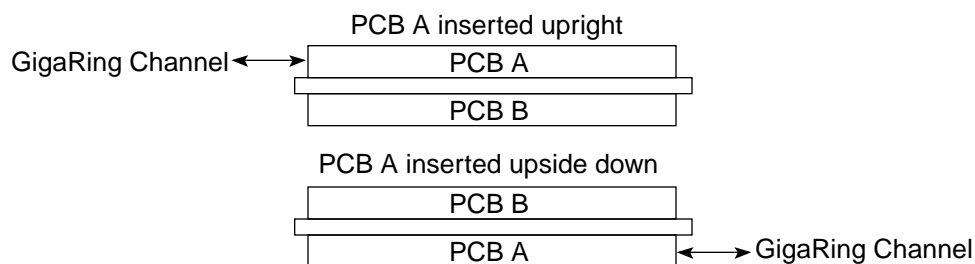 PCB A inserted upright
GigaRing Channel
PCB A
PCB B
PCB A inserted upside down
PCB B
PCB A
GigaRing Channel